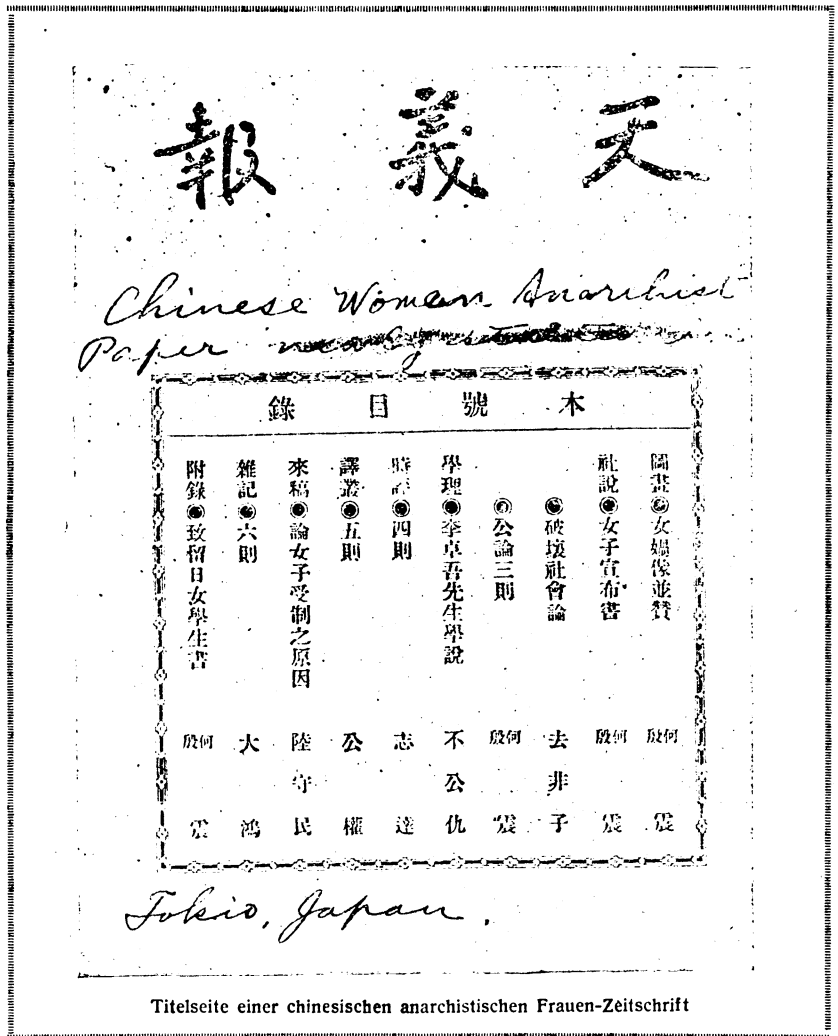 天義報
Chinese Woman Anarchist
Paper
本號目錄
圖畫◉女媧像並贊 何殷震
社說◉女子宣布書 何殷震
◉破壞社會論 去非子
◉公論三則 何殷震
學理◉李卓吾先生學說 不公仇
時評◉四則 志達
譯叢◉五則 公權
來稿◉論女子受制之原因 陸守民
雜記◉六則 大鴻
附錄◉致留日女學生書 何殷震
Tokio, Japan.
Titelseite einer chinesischen anarchistischen Frauen-Zeitschrift